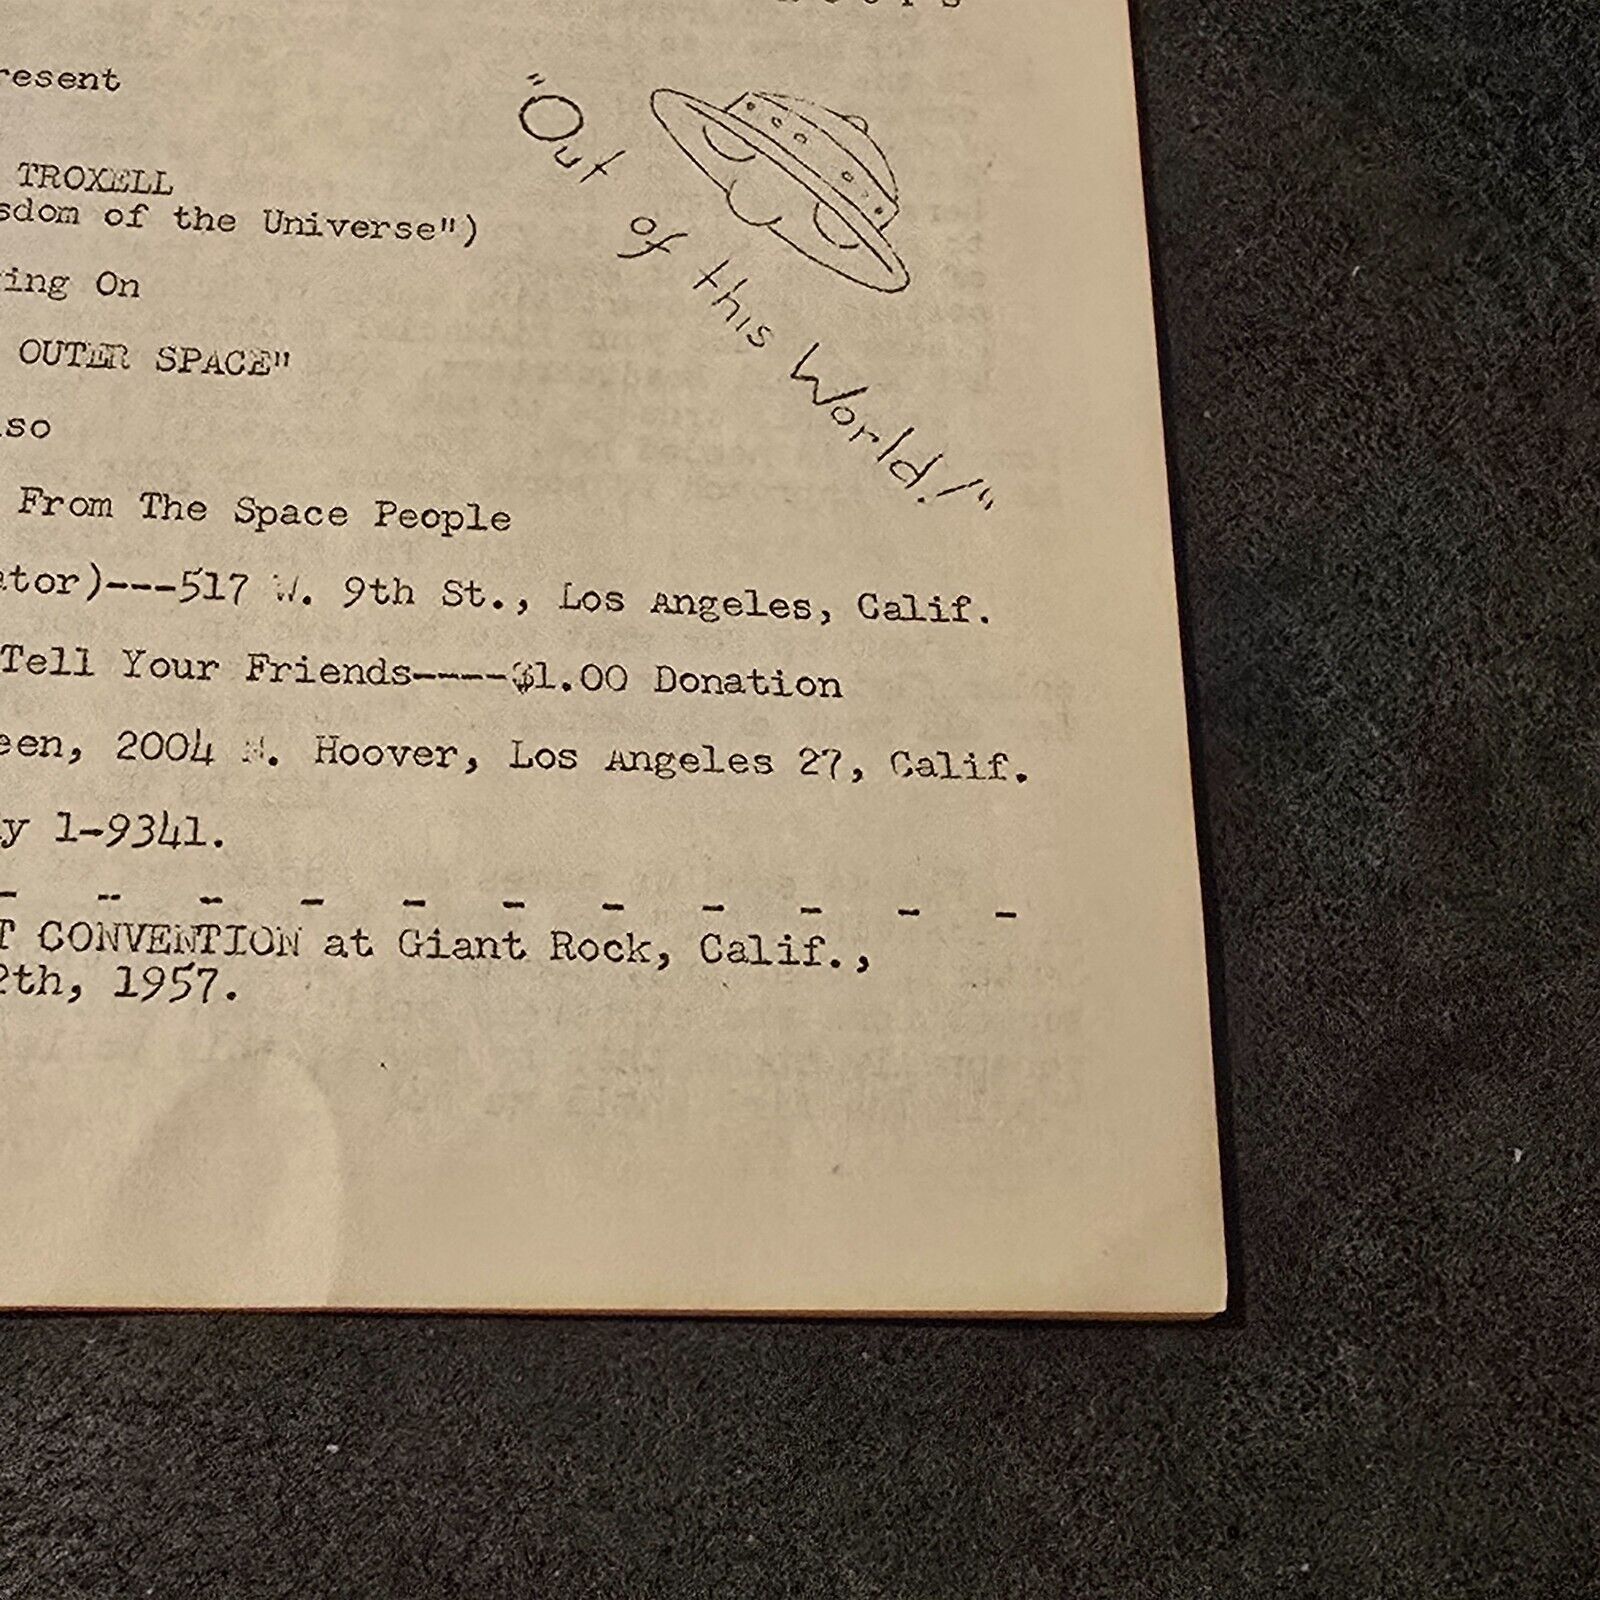 resent
"Out of this World!"
TROXELL
sdom of the Universe")
ing On
OUTER SPACE"
so
From The Space People
ator)---517 W. 9th St., Los Angeles, Calif.
Tell Your Friends----$1.00 Donation
een, 2004 N. Hoover, Los Angeles 27, Calif.
y 1-9341.
- - - - - - - - - - -
T CONVENTION at Giant Rock, Calif.,
2th, 1957.